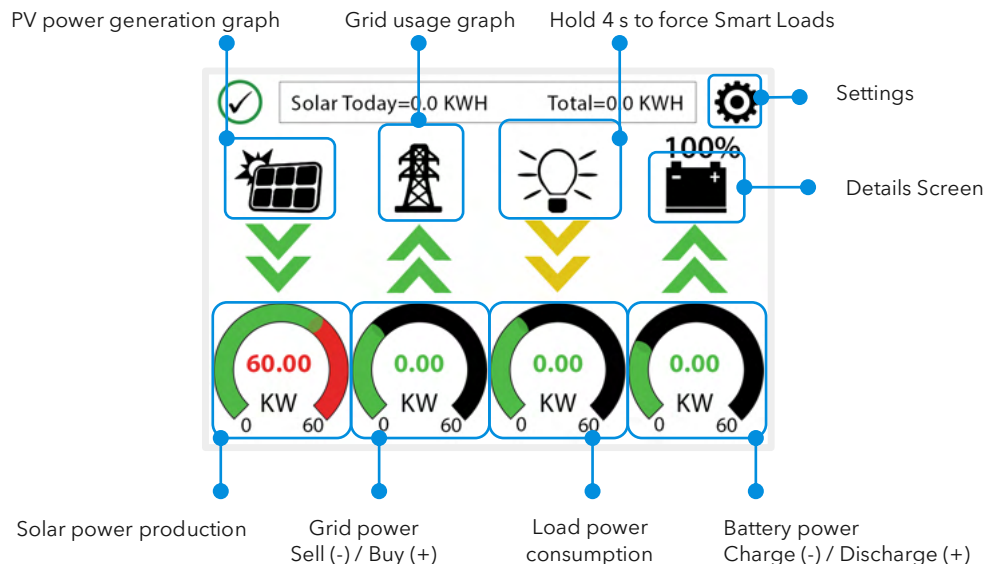 PV power generation graph
Grid usage graph
Hold 4 s to force Smart Loads
Solar Today=0.0 KWH
Total=0.0 KWH
Settings
100%
- +
Details Screen
60.00
KW
0 60
0.00
KW
0 60
0.00
KW
0 60
0.00
KW
0 60
Solar power production
Grid power
Sell (-) / Buy (+)
Load power
consumption
Battery power
Charge (-) / Discharge (+)